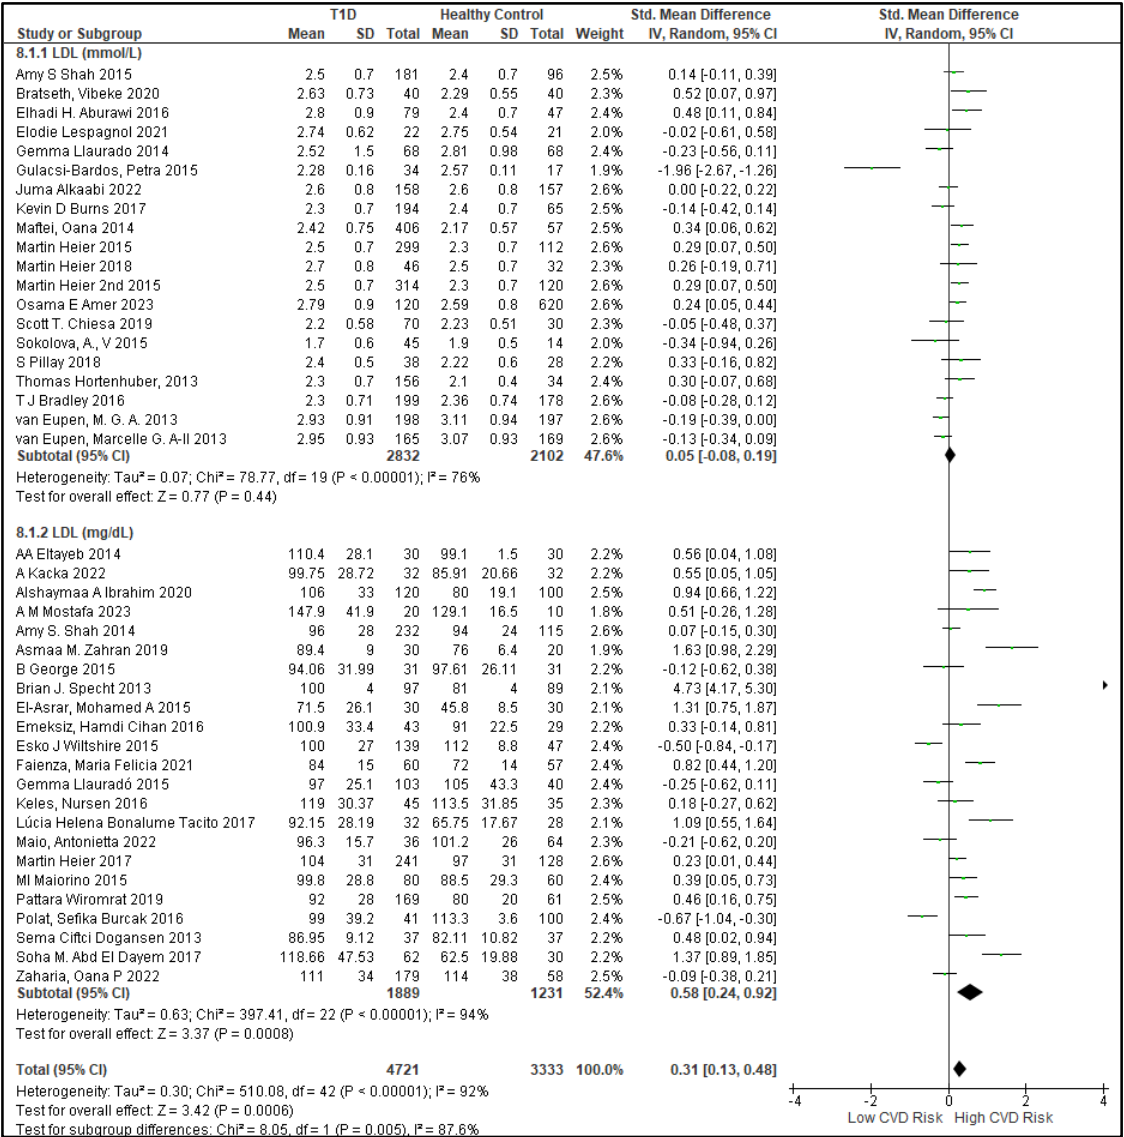 T1D Healthy Control Std. Mean Difference Std. Mean Difference
Study or Subgroup Mean SD Total Mean SD Total Weight IV, Random, 95% CI IV, Random, 95% CI
8.1.1 LDL (mmol/L)
Amy S Shah 2015 2.5 0.7 181 2.4 0.7 96 2.5% 0.14 [-0.11, 0.39]
Bratseth, Vibeke 2020 2.63 0.73 40 2.29 0.55 40 2.3% 0.52 [0.07, 0.97]
Elhadi H. Aburawi 2016 2.8 0.9 79 2.4 0.7 47 2.4% 0.48 [0.11, 0.84]
Elodie Lespagnol 2021 2.74 0.62 22 2.75 0.54 21 2.0% -0.02 [-0.61, 0.58]
Gemma Llaurado 2014 2.52 1.5 68 2.81 0.98 68 2.4% -0.23 [-0.56, 0.11]
Gulacsi-Bardos, Petra 2015 2.28 0.16 34 2.57 0.11 17 1.9% -1.96 [-2.67, -1.26]
Juma Alkaabi 2022 2.6 0.8 158 2.6 0.8 157 2.6% 0.00 [-0.22, 0.22]
Kevin D Burns 2017 2.3 0.7 194 2.4 0.7 65 2.5% -0.14 [-0.42, 0.14]
Maftei, Oana 2014 2.42 0.75 406 2.17 0.57 57 2.5% 0.34 [0.06, 0.62]
Martin Heier 2015 2.5 0.7 299 2.3 0.7 112 2.6% 0.29 [0.07, 0.50]
Martin Heier 2018 2.7 0.8 46 2.5 0.7 32 2.3% 0.26 [-0.19, 0.71]
Martin Heier 2nd 2015 2.5 0.7 314 2.3 0.7 120 2.6% 0.29 [0.07, 0.50]
Osama E Amer 2023 2.79 0.9 120 2.59 0.8 620 2.6% 0.24 [0.05, 0.44]
Scott T. Chiesa 2019 2.2 0.58 70 2.23 0.51 30 2.3% -0.05 [-0.48, 0.37]
Sokolova, A., V 2015 1.7 0.6 45 1.9 0.5 14 2.0% -0.34 [-0.94, 0.26]
S Pillay 2018 2.4 0.5 38 2.22 0.6 28 2.2% 0.33 [-0.16, 0.82]
Thomas Hortenhuber, 2013 2.3 0.7 156 2.1 0.4 34 2.4% 0.30 [-0.07, 0.68]
T J Bradley 2016 2.3 0.71 199 2.36 0.74 178 2.6% -0.08 [-0.28, 0.12]
van Eupen, M. G. A. 2013 2.93 0.91 198 3.11 0.94 197 2.6% -0.19 [-0.39, 0.00]
van Eupen, Marcelle G. A-II 2013 2.95 0.93 165 3.07 0.93 169 2.6% -0.13 [-0.34, 0.09]
Subtotal (95% CI) 2832 2102 47.6% 0.05 [-0.08, 0.19]
Heterogeneity: Tau² = 0.07; Chi² = 78.77, df = 19 (P < 0.00001); I² = 76%
Test for overall effect: Z = 0.77 (P = 0.44)
8.1.2 LDL (mg/dL)
AA Eltayeb 2014 110.4 28.1 30 99.1 1.5 30 2.2% 0.56 [0.04, 1.08]
A Kacka 2022 99.75 28.72 32 85.91 20.66 32 2.2% 0.55 [0.05, 1.05]
Alshaymaa A Ibrahim 2020 106 33 120 80 19.1 100 2.5% 0.94 [0.66, 1.22]
A M Mostafa 2023 147.9 41.9 20 129.1 16.5 10 1.8% 0.51 [-0.26, 1.28]
Amy S. Shah 2014 96 28 232 94 24 115 2.6% 0.07 [-0.15, 0.30]
Asmaa M. Zahran 2019 89.4 9 30 76 6.4 20 1.9% 1.63 [0.98, 2.29]
B George 2015 94.06 31.99 31 97.61 26.11 31 2.2% -0.12 [-0.62, 0.38]
Brian J. Specht 2013 100 4 97 81 4 89 2.1% 4.73 [4.17, 5.30]
El-Asrar, Mohamed A 2015 71.5 26.1 30 45.8 8.5 30 2.1% 1.31 [0.75, 1.87]
Emeksiz, Hamdi Cihan 2016 100.9 33.4 43 91 22.5 29 2.3% 0.33 [-0.14, 0.81]
Esko J Wiltshire 2015 100 27 139 112 8.8 47 2.4% -0.50 [-0.84, -0.17]
Faienza, Maria Felicia 2021 84 15 60 72 14 57 2.4% 0.82 [0.44, 1.20]
Gemma Llauradó 2015 97 25.1 103 105 43.3 40 2.4% -0.25 [-0.62, 0.11]
Keles, Nursen 2016 119 30.37 45 113.5 31.85 35 2.3% 0.18 [-0.27, 0.62]
Lúcia Helena Bonalume Tacito 2017 92.15 28.19 32 65.75 17.67 28 2.1% 1.09 [0.55, 1.64]
Maio, Antonietta 2022 96.3 15.7 36 101.2 26 64 2.4% -0.21 [-0.62, 0.20]
Martin Heier 2017 104 31 241 97 31 128 2.6% 0.23 [0.01, 0.44]
MI Maiorino 2015 99.8 28.8 80 88.5 29.3 60 2.4% 0.39 [0.05, 0.73]
Pattara Wiromrat 2019 92 28 169 80 20 61 2.5% 0.46 [0.16, 0.75]
Polat, Sefika Burcak 2016 99 39.2 41 113.3 3.6 100 2.4% -0.67 [-1.04, -0.30]
Sema Ciftci Dogansen 2013 86.95 9.12 37 82.11 10.82 37 2.2% 0.48 [0.02, 0.94]
Soha M. Abd El Dayem 2017 118.66 47.53 62 62.5 19.88 30 2.3% 1.37 [0.89, 1.85]
Zaharia, Oana P 2022 111 34 179 114 38 58 2.5% -0.09 [-0.38, 0.21]
Subtotal (95% CI) 1889 1231 52.4% 0.58 [0.24, 0.92]
Heterogeneity: Tau² = 0.63; Chi² = 397.41, df = 22 (P < 0.00001); I² = 94%
Test for overall effect: Z = 3.37 (P = 0.0008)
Total (95% CI) 4721 3333 100.0% 0.31 [0.13, 0.48]
Heterogeneity: Tau² = 0.30; Chi² = 510.08, df = 42 (P < 0.00001); I² = 92%
Test for overall effect: Z = 3.42 (P = 0.0006)
Test for subgroup differences: Chi² = 8.05, df = 1 (P = 0.005), I² = 87.6%
-4 -2 0 2 4
Low CVD Risk High CVD Risk